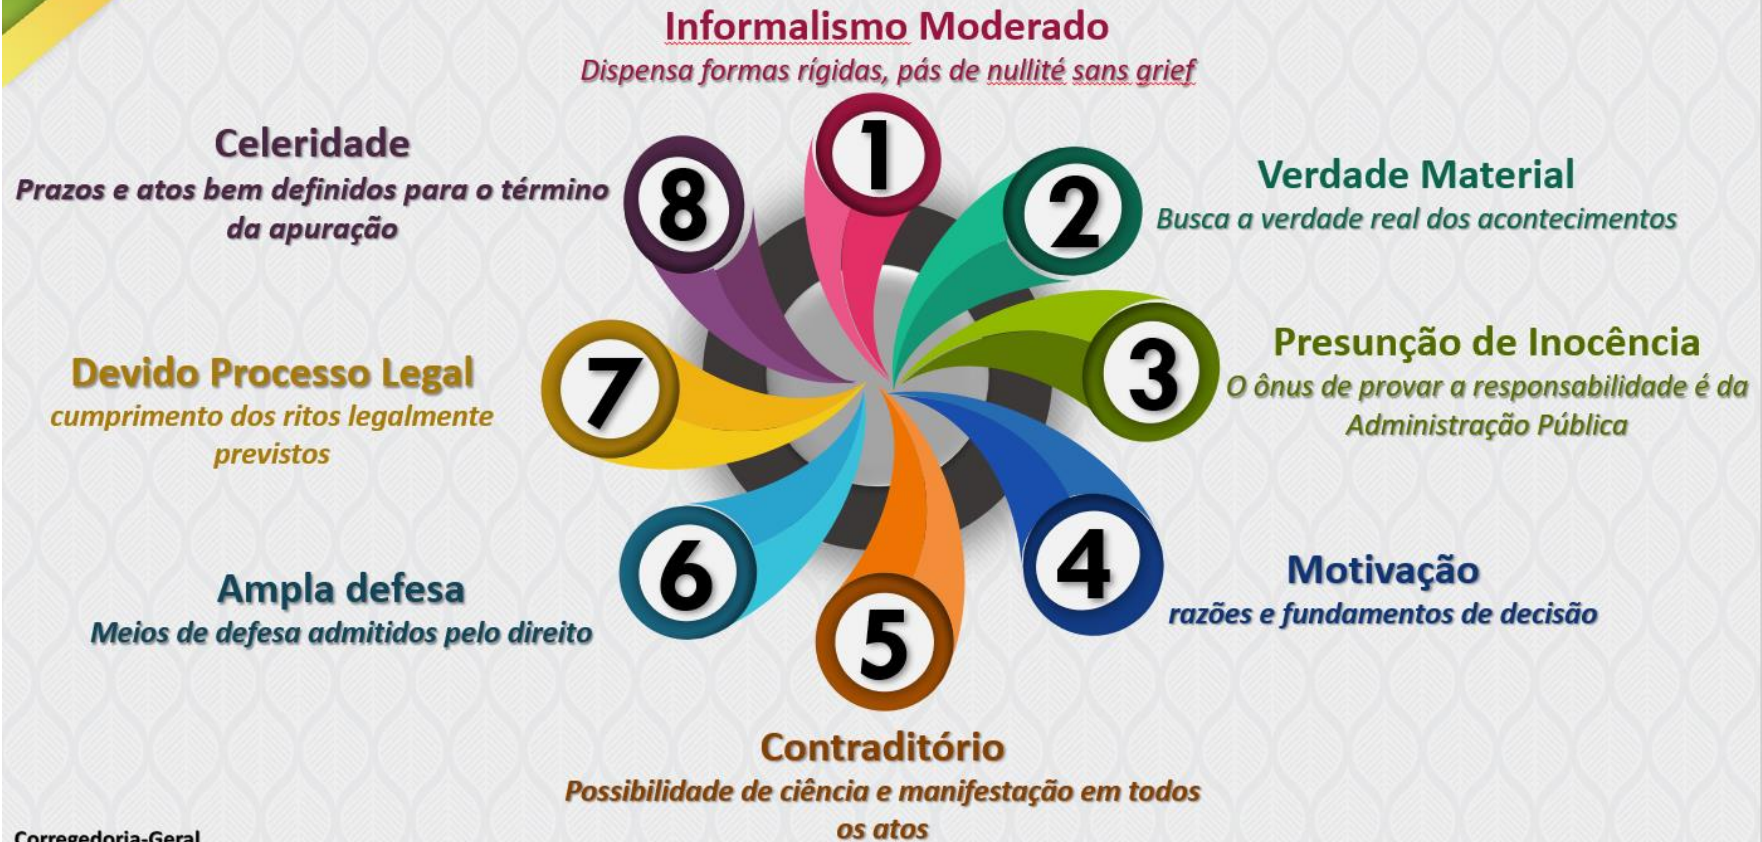 Informalismo Moderado
Dispensa formas rígidas, pás de nullité sans grief
1
2
Verdade Material
Busca a verdade real dos acontecimentos
3
Presunção de Inocência
O ônus de provar a responsabilidade é da
Administração Pública
4
Motivação
razões e fundamentos de decisão
5
Contraditório
Possibilidade de ciência e manifestação em todos
os atos
6
Ampla defesa
Meios de defesa admitidos pelo direito
7
Devido Processo Legal
cumprimento dos ritos legalmente
previstos
8
Celeridade
Prazos e atos bem definidos para o término
da apuração
Corregedoria-Geral